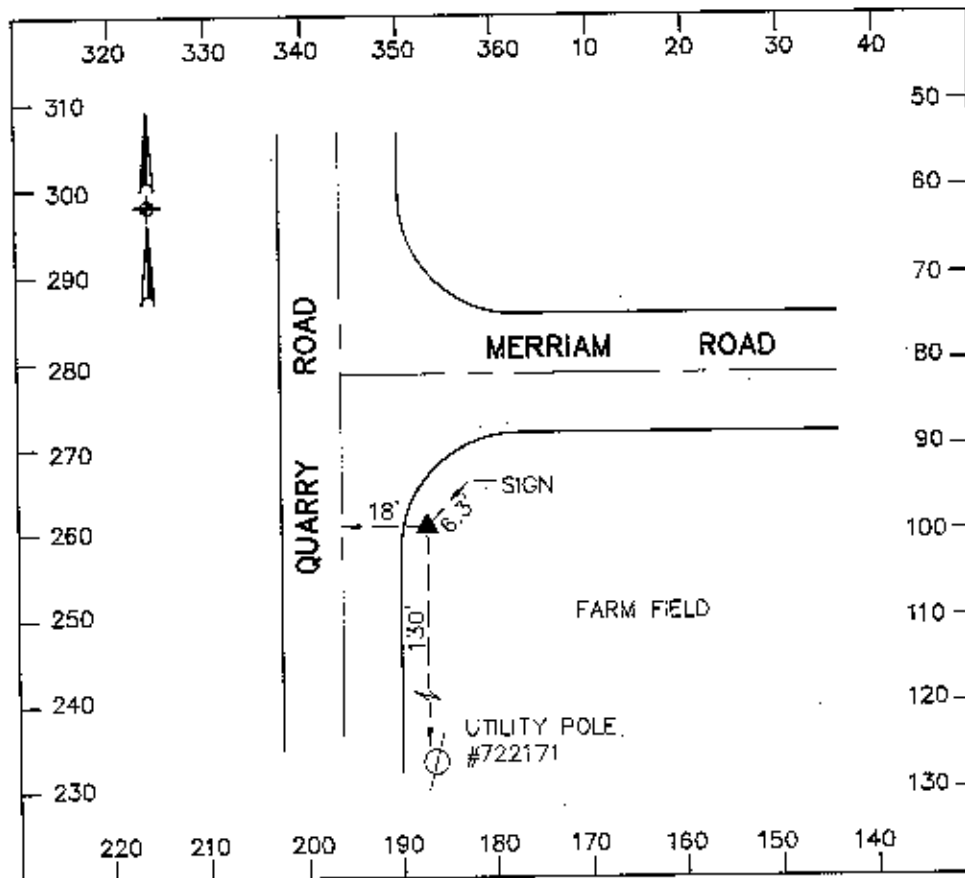 320 330 340 350 360 10 20 30 40
310 50
300 60
290 70
MERRIAM ROAD
280 80
270 90
QUARRY ROAD
SIGN
18'
6.3'
260 100
FARM FIELD
250 110
130'
240 120
UTILITY POLE
#722171
230 130
220 210 200 190 180 170 160 150 140